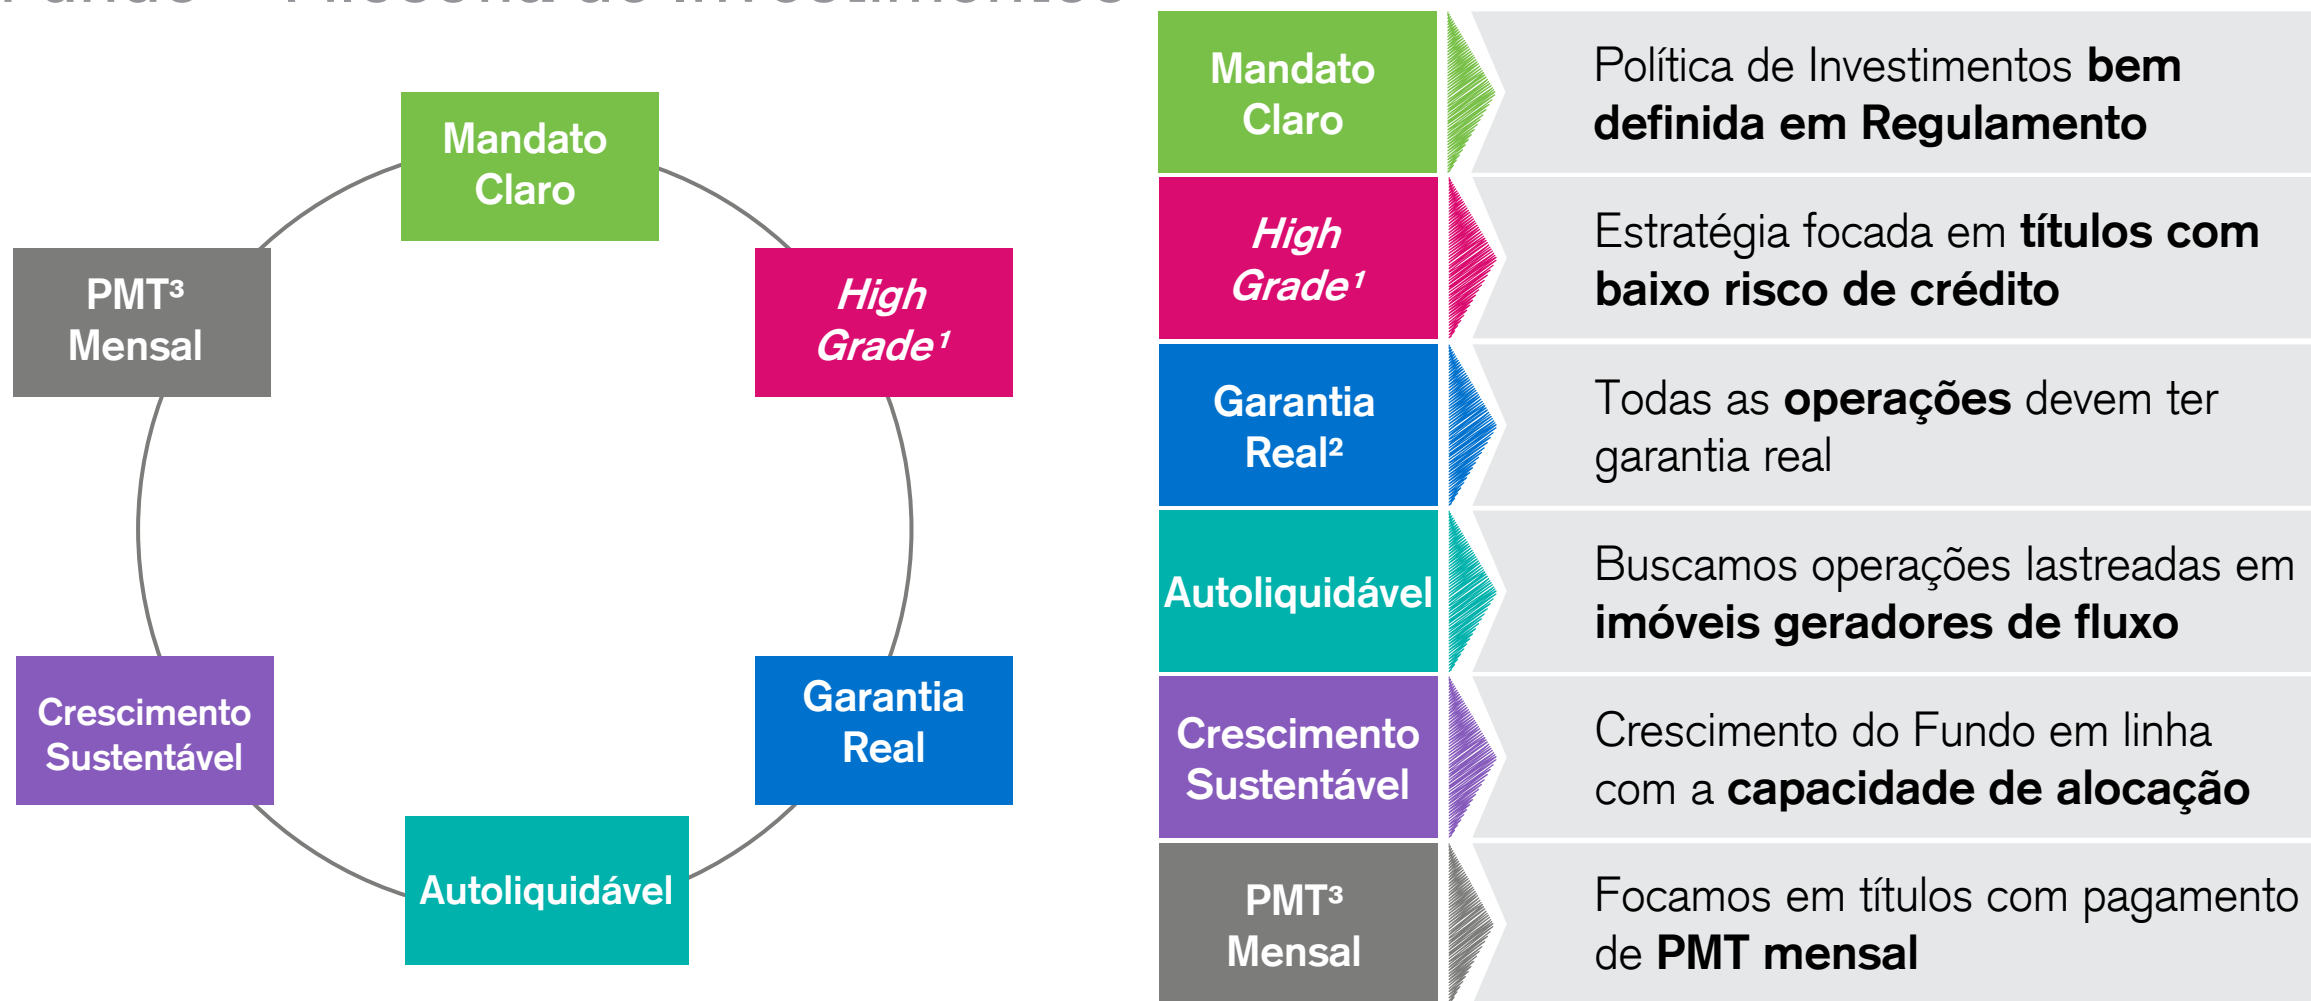 Mandato
Claro
High
Grade¹
Garantia
Real
Autoliquidável
Crescimento
Sustentável
PMT³
Mensal
Mandato
Claro
Política de Investimentos bem
definida em Regulamento
High
Grade¹
Estratégia focada em títulos com
baixo risco de crédito
Garantia
Real²
Todas as operações devem ter
garantia real
Autoliquidável
Buscamos operações lastreadas em
imóveis geradores de fluxo
Crescimento
Sustentável
Crescimento do Fundo em linha
com a capacidade de alocação
PMT³
Mensal
Focamos em títulos com pagamento
de PMT mensal